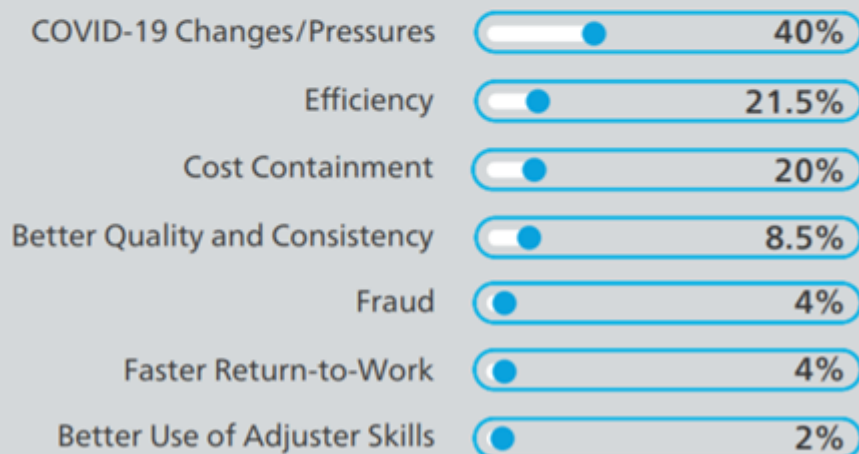 COVID-19 Changes/Pressures 40%
Efficiency 21.5%
Cost Containment 20%
Better Quality and Consistency 8.5%
Fraud 4%
Faster Return-to-Work 4%
Better Use of Adjuster Skills 2%